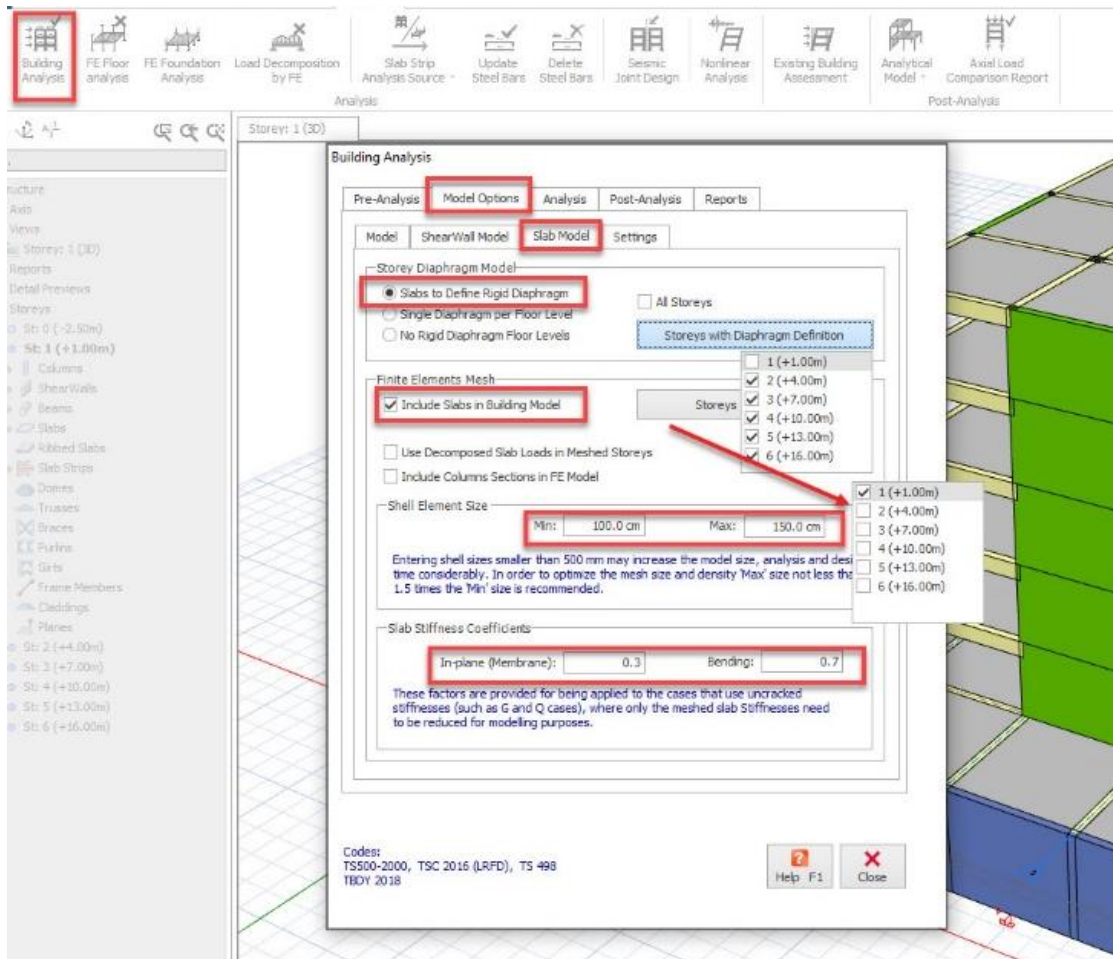 Building Analysis
FE Floor analysis
FE Foundation Analysis
Load Decomposition by FE
Slab Strip Analysis Source
Update Steel Bars
Delete Steel Bars
Seismic Joint Design
Nonlinear Analysis
Existing Building Assessment
Analytical Model
Axial Load Comparison Report
Analysis
Post-Analysis
Storey: 1 (3D)
ructure
Axis
Views
Storey: 1 (3D)
Reports
Detail Previews
Storeys
St: 0 (-2.50m)
St: 1 (+1.00m)
Columns
ShearWalls
Beams
Slabs
Ribbed Slabs
Slab Strips
Domes
Trusses
Braces
Purlins
Girts
Frame Members
Claddings
Planes
St: 2 (+4.00m)
St: 3 (+7.00m)
St: 4 (+10.00m)
St: 5 (+13.00m)
St: 6 (+16.00m)
Building Analysis
Pre-Analysis Model Options Analysis Post-Analysis Reports
Model ShearWall Model Slab Model Settings
Storey Diaphragm Model
Slabs to Define Rigid Diaphragm
All Storeys
Single Diaphragm per Floor Level
No Rigid Diaphragm Floor Levels
Storeys with Diaphragm Definition
1 (+1.00m)
2 (+4.00m)
3 (+7.00m)
4 (+10.00m)
5 (+13.00m)
6 (+16.00m)
Finite Elements Mesh
Include Slabs in Building Model
Storeys
Use Decomposed Slab Loads in Meshed Storeys
Include Columns Sections in FE Model
1 (+1.00m)
2 (+4.00m)
3 (+7.00m)
4 (+10.00m)
5 (+13.00m)
6 (+16.00m)
Shell Element Size
Min: 100.0 cm Max: 150.0 cm
Entering shell sizes smaller than 500 mm may increase the model size, analysis and desi
time considerably. In order to optimize the mesh size and density 'Max' size not less tha
1.5 times the 'Min' size is recommended.
Slab Stiffness Coefficients
In-plane (Membrane): 0.3 Bending: 0.7
These factors are provided for being applied to the cases that use uncracked
stiffnesses (such as G and Q cases), where only the meshed slab Stiffnesses need
to be reduced for modelling purposes.
Codes:
TS500-2000, TSC 2016 (LRFD), TS 498
TBDY 2018
Help F1
Close